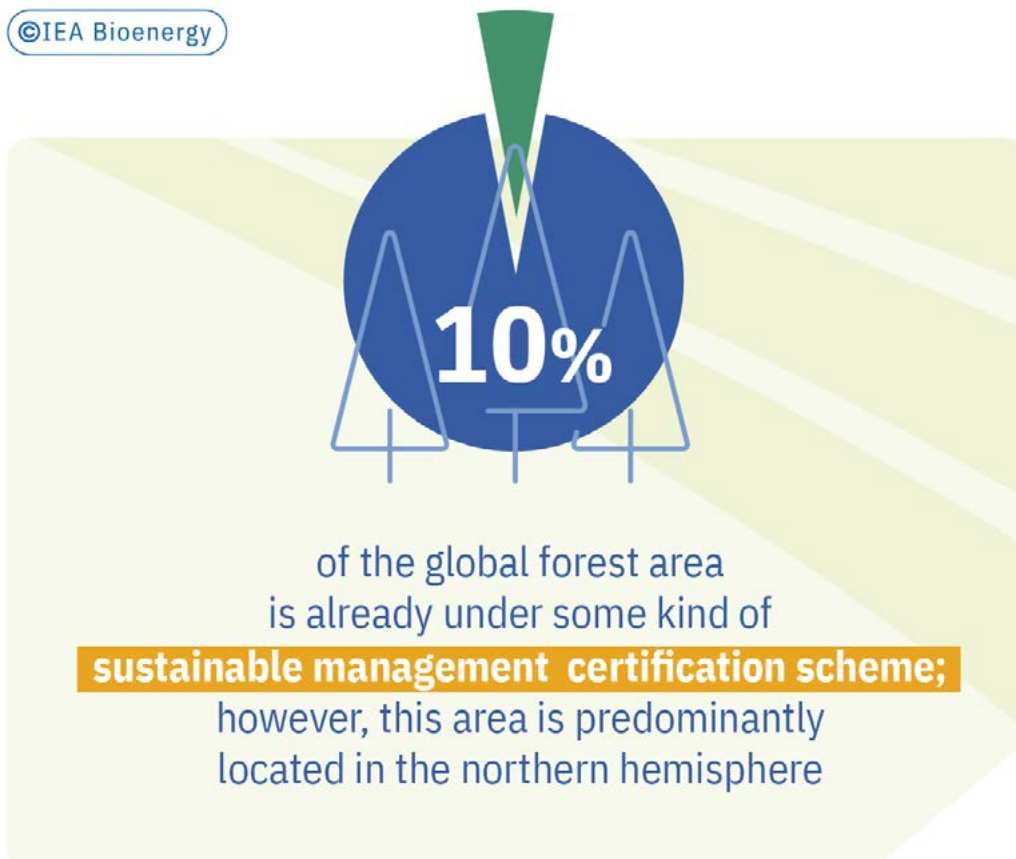 ©IEA Bioenergy
10%
of the global forest area
is already under some kind of
sustainable management certification scheme;
however, this area is predominantly
located in the northern hemisphere